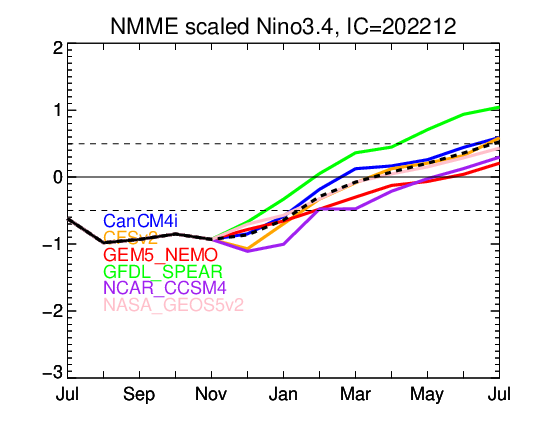 NMME scaled Nino3.4, IC=202212
2
1
0
-1
-2
-3
CanCM4i
CFSv2
GEM5_NEMO
GFDL_SPEAR
NCAR_CCSM4
NASA_GEOS5v2
Jul Sep Nov Jan Mar May Jul